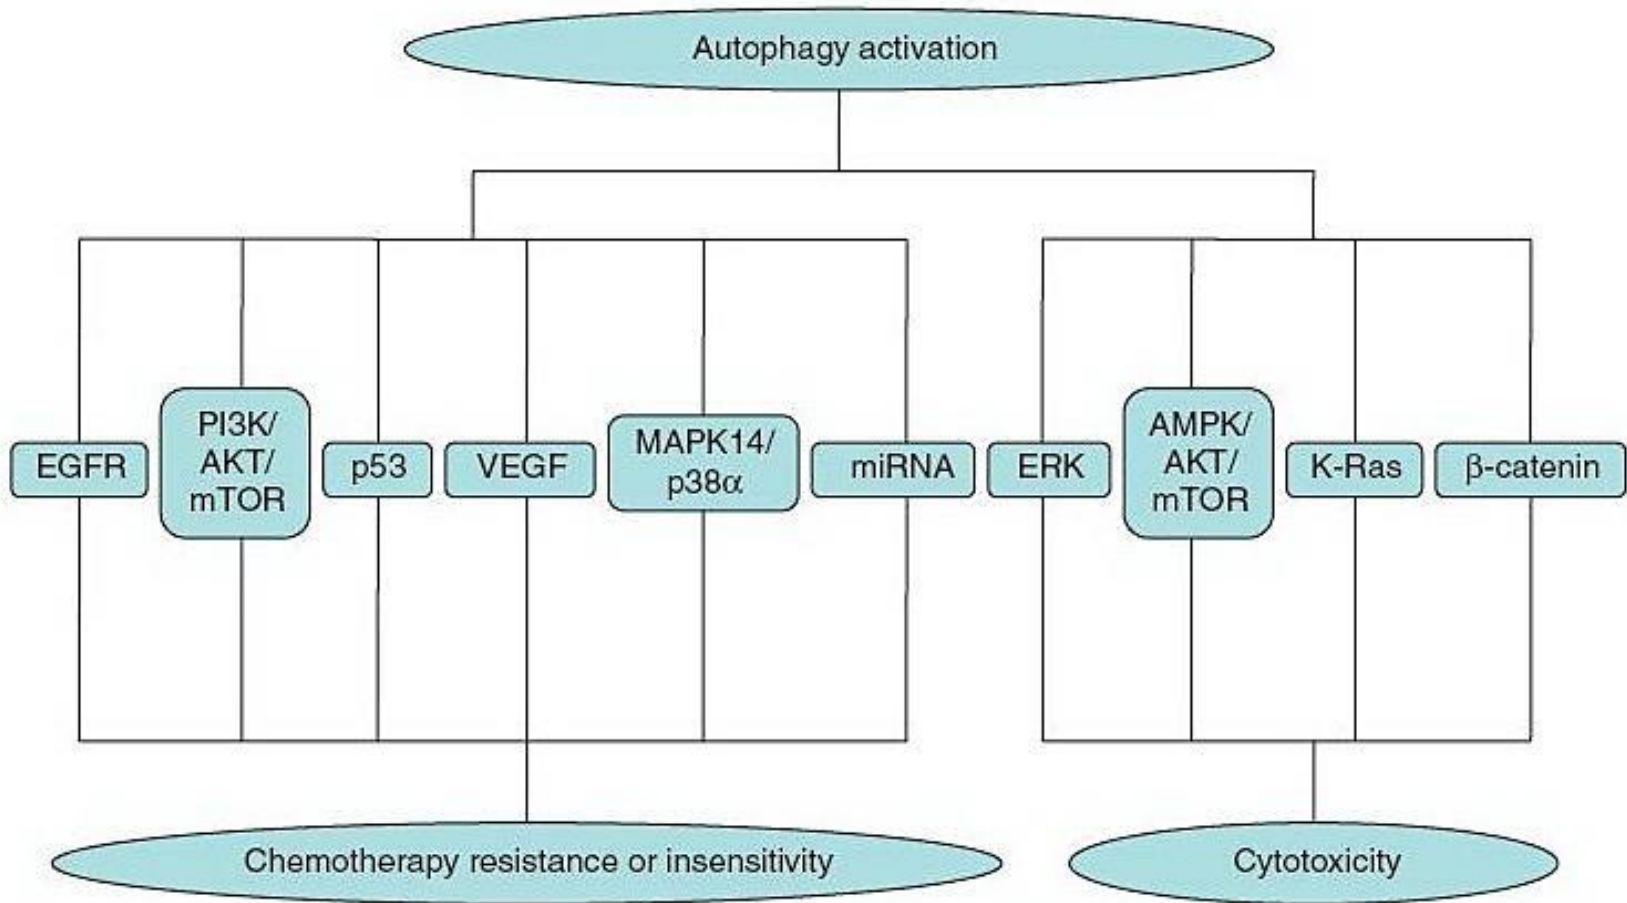 Autophagy activation
EGFR
PI3K/
AKT/
mTOR
p53
VEGF
MAPK14/
p38α
miRNA
ERK
AMPK/
AKT/
mTOR
K-Ras
β-catenin
Chemotherapy resistance or insensitivity
Cytotoxicity